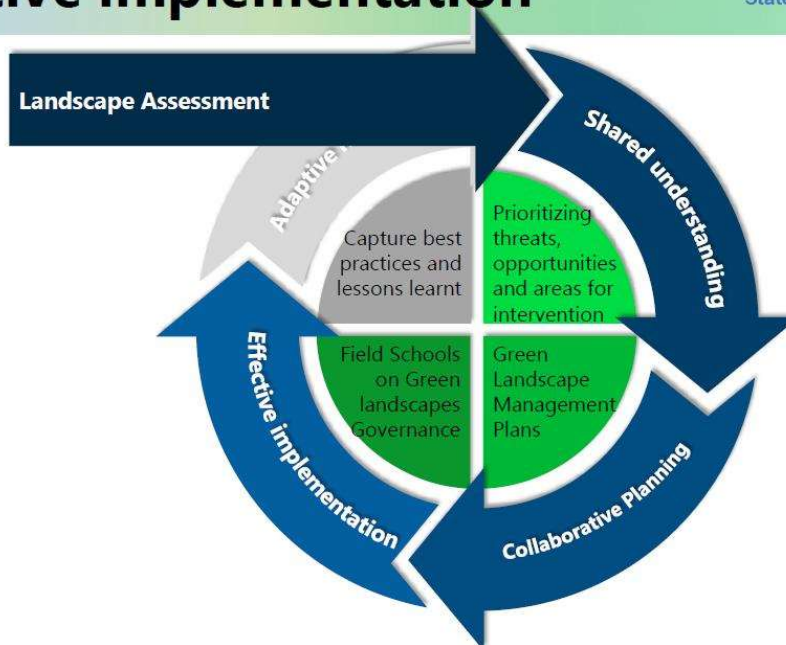 Implementation
Landscape Assessment
Shared understanding
Adaptive
Capture best
practices and
lessons learnt
Prioritizing
threats,
opportunities
and areas for
intervention
Field Schools
on Green
landscapes
Governance
Green
Landscape
Management
Plans
Effective implementation
Collaborative Planning